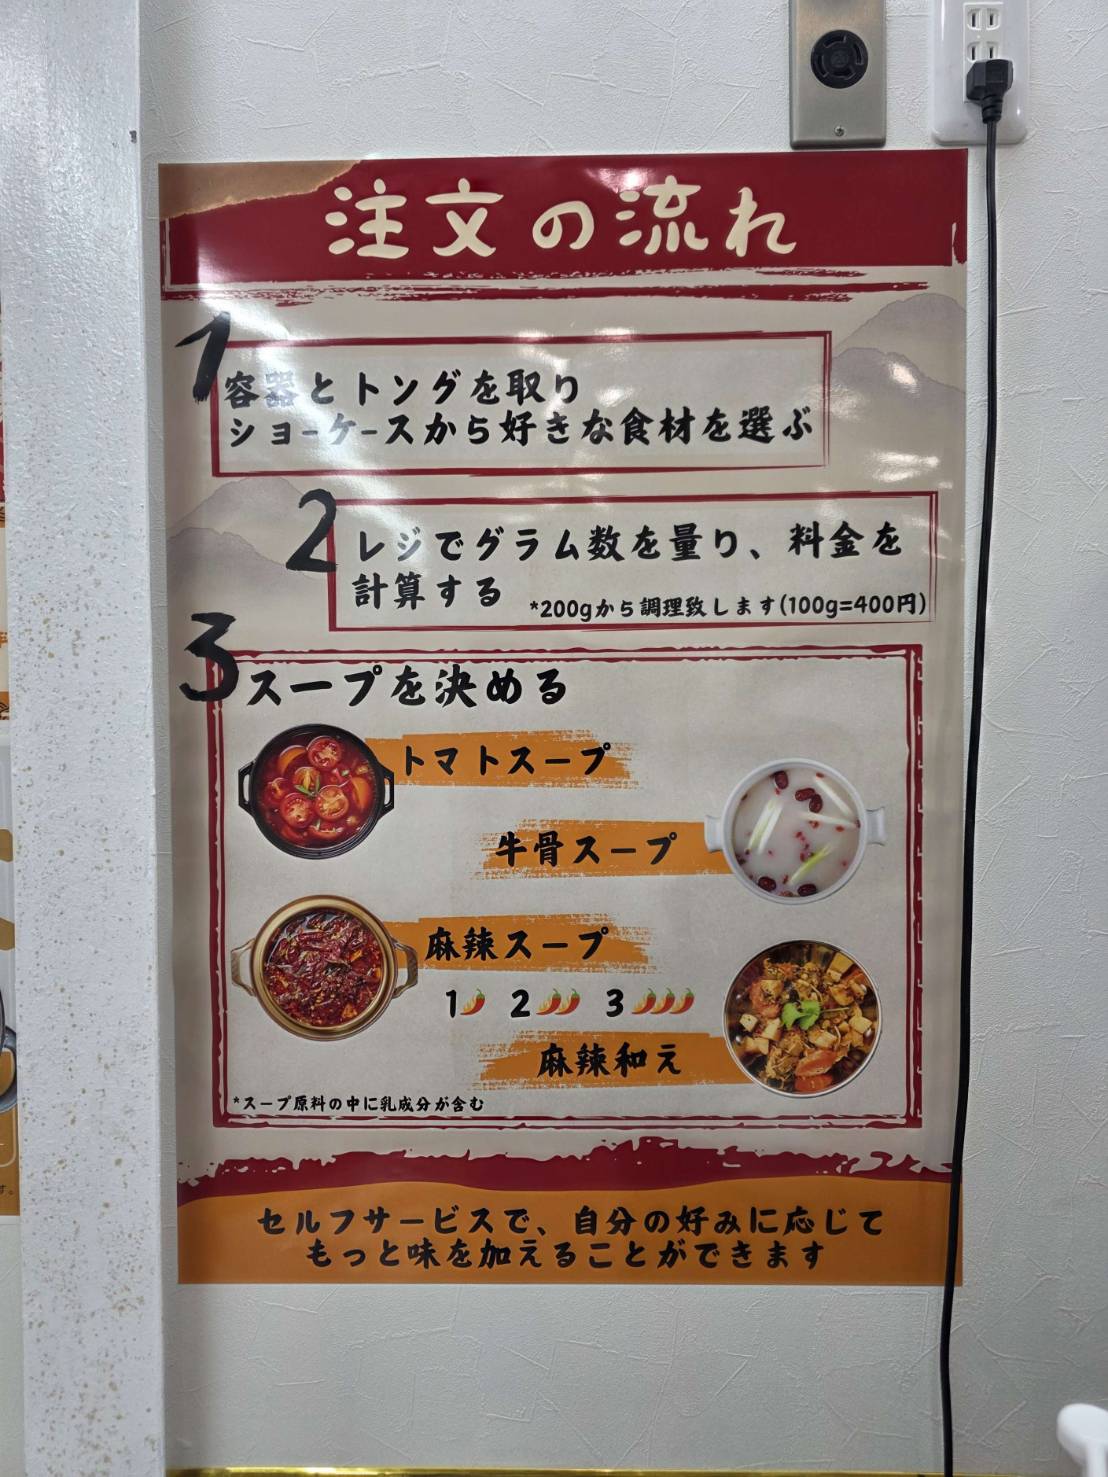 注文の流れ
1
容器とトングを取り
ショーケースから好きな食材を選ぶ
2
レジでグラム数を量り、料金を
計算する
*200gから調理致します(100g=400円)
3
スープを決める
トマトスープ
牛骨スープ
麻辣スープ
1 2 3
麻辣和え
*スープ原料の中に乳成分が含む
セルフサービスで、自分の好みに応じて
もっと味を加えることができます